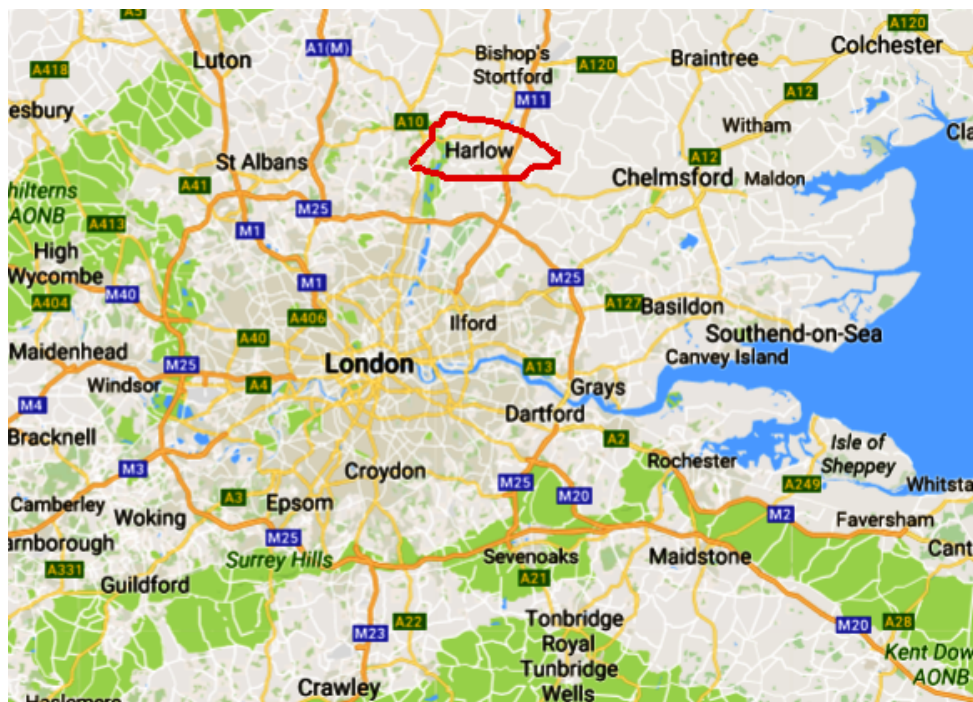 A5
A1(M)
A120
Bishop's
Stortford
Braintree
Colchester
Luton
A418
A120
A12
M11
esbury
A10
Witham
Cla
Harlow
St Albans
A12
Chelmsford
Maldon
A41
hilterns
AONB
M25
A413
M1
High
Wycombe
M25
M1
M40
A404
A127
Basildon
A406
Ilford
Southend-on-Sea
A40
Maidenhead
Canvey Island
London
M25
A13
Windsor
A4
Grays
M4
Dartford
Bracknell
A2
Isle of
Sheppey
Rochester
M3
Croydon
M25
A249
Whitsta
M20
A3
Camberley
Epsom
Woking
M2
Faversham
M25
arnborough
Cant
Surrey Hills
Sevenoaks
Maidstone
A331
A21
Guildford
Tonbridge
A22
A28
M23
M20
Royal
Tunbridge
Wells
Kent Dow
AONB
Crawley
Haslemere